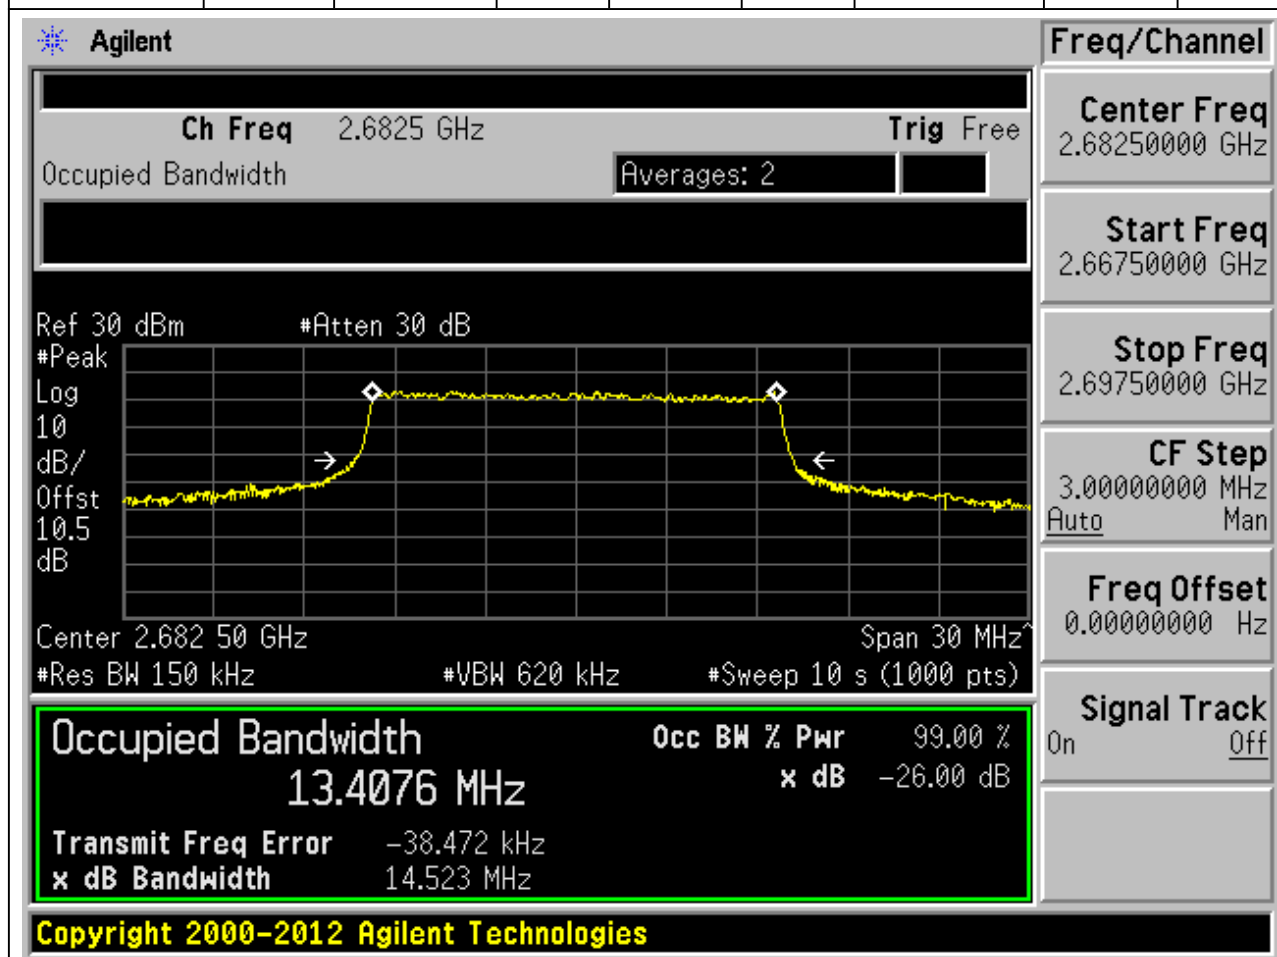 Agilent
Freq/Channel
Ch Freq 2.6825 GHz Trig Free
Occupied Bandwidth Averages: 2
Center Freq
2.68250000 GHz
Start Freq
2.66750000 GHz
Stop Freq
2.69750000 GHz
CF Step
3.00000000 MHz
Auto Man
Freq Offset
0.00000000 Hz
Signal Track
On Off
Ref 30 dBm #Atten 30 dB
#Peak
Log
10
dB/
Offst
10.5
dB
Center 2.682 50 GHz Span 30 MHz^
#Res BW 150 kHz #VBW 620 kHz #Sweep 10 s (1000 pts)
Occupied Bandwidth Occ BW % Pwr 99.00 %
13.4076 MHz x dB -26.00 dB
Transmit Freq Error -38.472 kHz
x dB Bandwidth 14.523 MHz
Copyright 2000-2012 Agilent Technologies